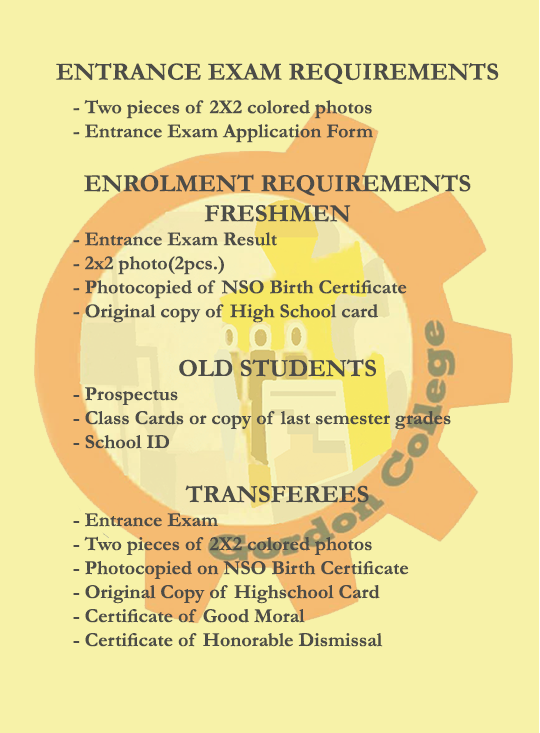 ENTRANCE EXAM REQUIREMENTS
- Two pieces of 2X2 colored photos
- Entrance Exam Application Form
ENROLMENT REQUIREMENTS
FRESHMEN
- Entrance Exam Result
- 2x2 photo(2pcs.)
- Photocopied of NSO Birth Certificate
- Original copy of High School card
OLD STUDENTS
- Prospectus
- Class Cards or copy of last semester grades
- School ID
TRANSFEREES
- Entrance Exam
- Two pieces of 2X2 colored photos
- Photocopied on NSO Birth Certificate
- Original Copy of Highschool Card
- Certificate of Good Moral
- Certificate of Honorable Dismissal
Gordon College